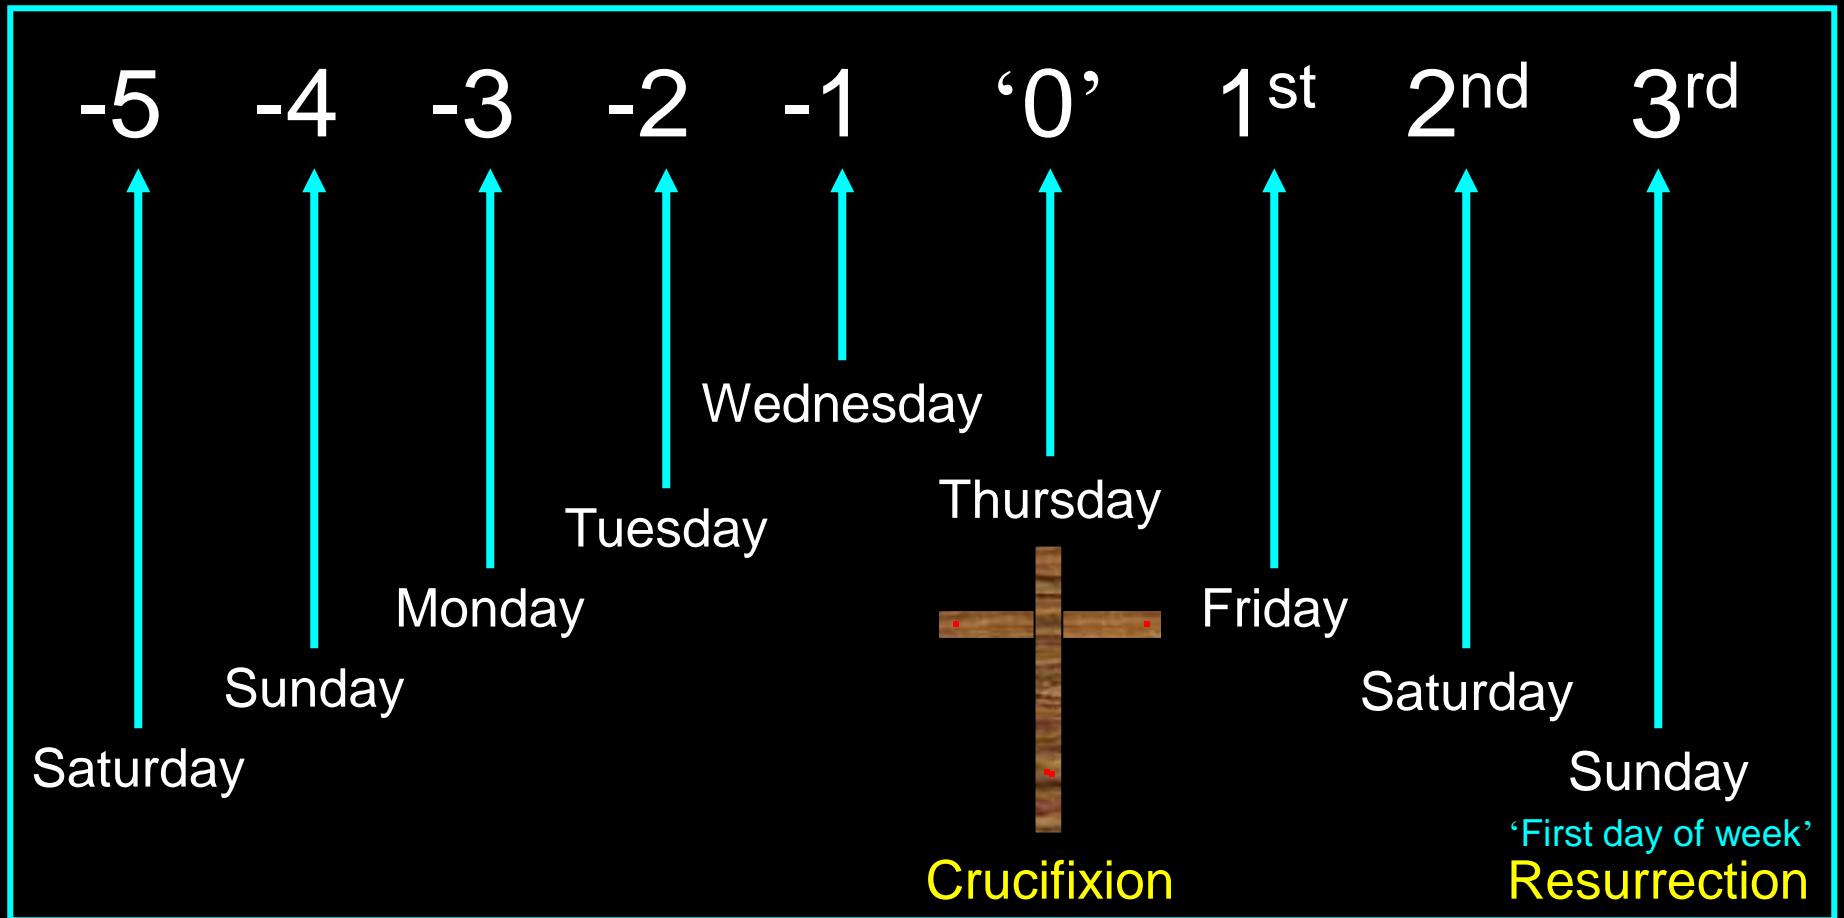 -5 -4 -3 -2 -1 ‘0’ 1st 2nd 3rd
Wednesday
Thursday
Tuesday
Monday
Friday
Sunday
Saturday
Saturday
Sunday
‘First day of week’
Crucifixion
Resurrection